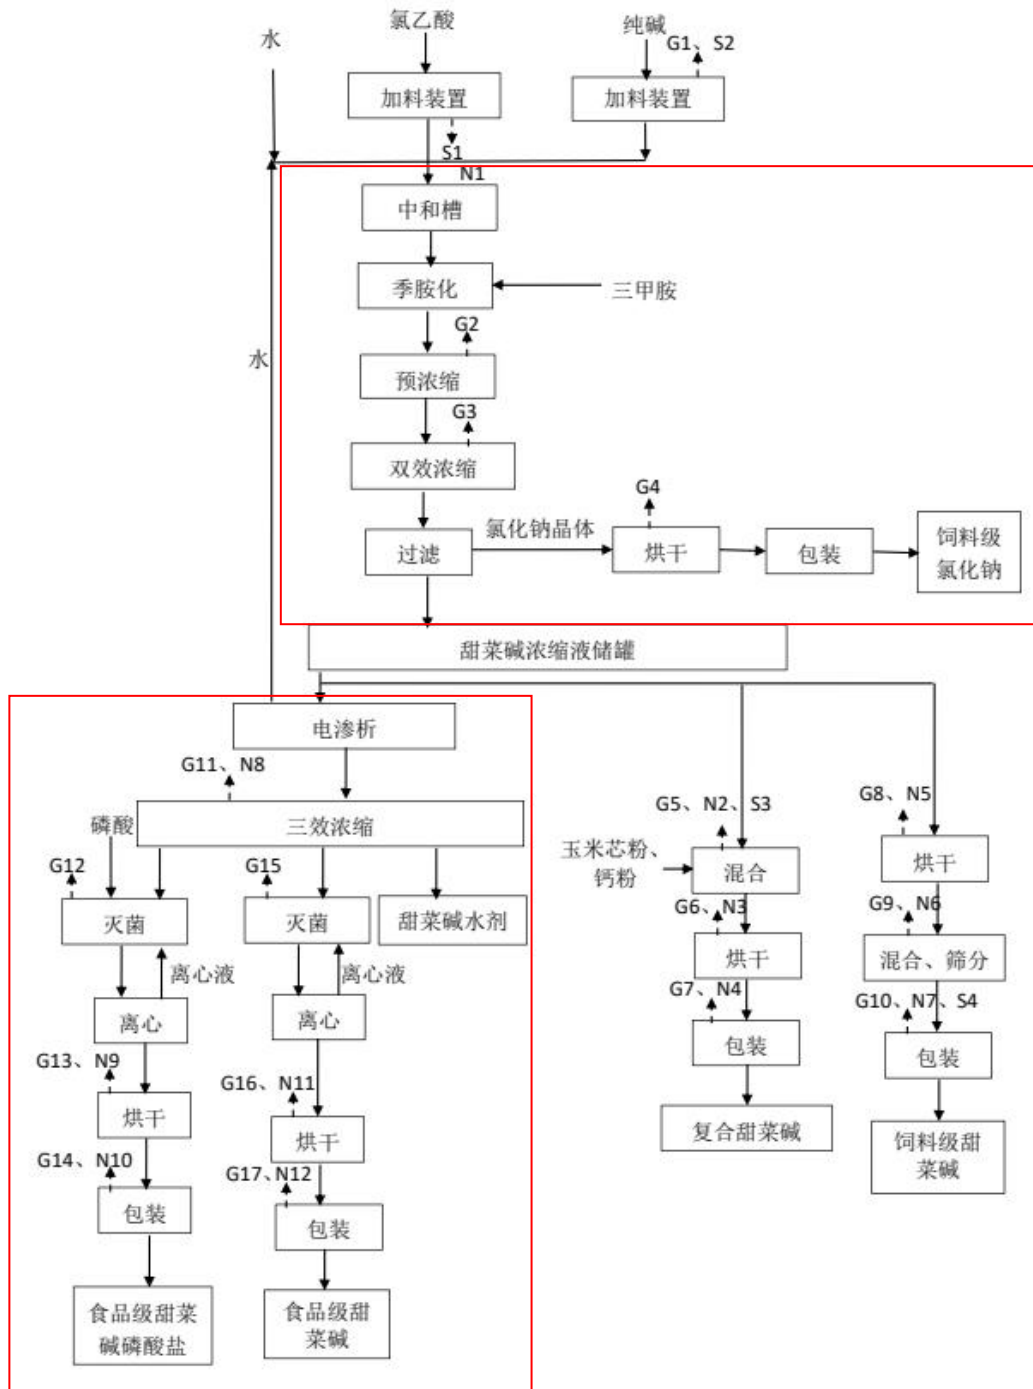 氯乙酸
纯碱
水
G1、S2
加料装置
加料装置
S1
N1
中和槽
季胺化
三甲胺
G2
水
预浓缩
G3
双效浓缩
G4
氯化钠晶体
过滤
烘干
包装
饲料级
氯化钠
甜菜碱浓缩液储罐
电渗析
G11、N8
三效浓缩
磷酸
G12
G15
灭菌
灭菌
甜菜碱水剂
离心液
离心液
离心
离心
G13、N9
G16、N11
烘干
烘干
G14、N10
G17、N12
包装
包装
食品级甜菜
碱磷酸盐
食品级甜
菜碱
G5、N2、S3
G8、N5
玉米芯粉、
钙粉
混合
烘干
G6、N3
G9、N6
烘干
混合、筛分
G7、N4
G10、N7、S4
包装
包装
复合甜菜碱
饲料级甜
菜碱